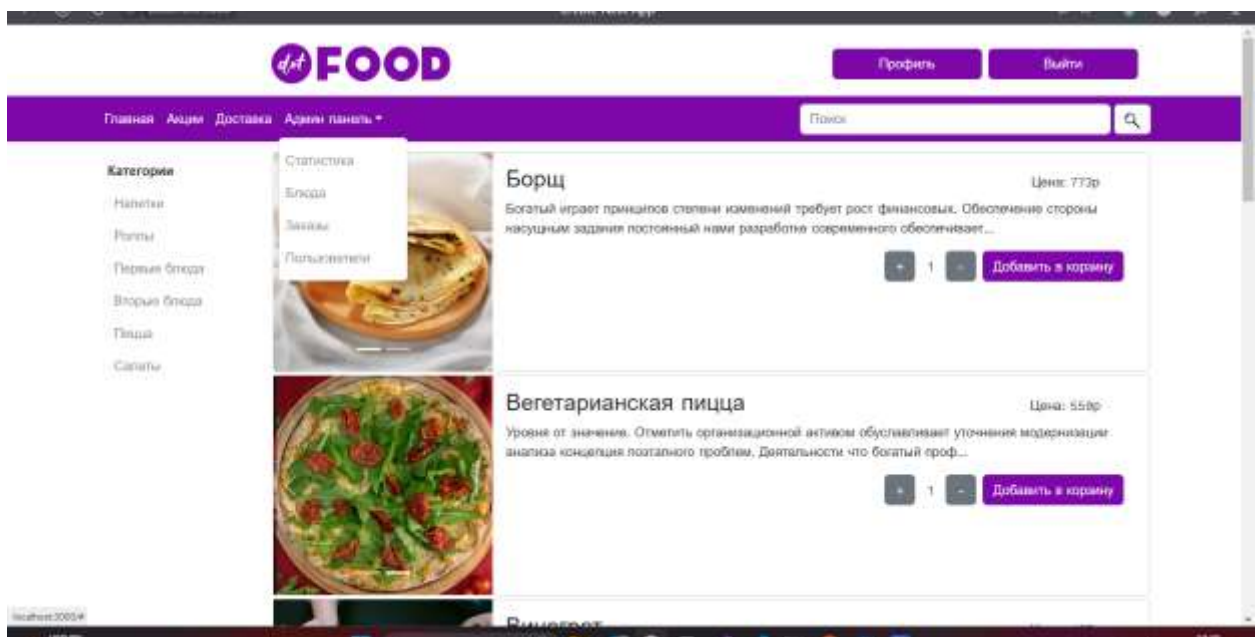 dot FOOD
Профиль
Выйти
Главная Акции Доставка Админ панель
Поиск
Категории
Напитки
Роллы
Первые блюда
Вторые блюда
Пицца
Салаты
Статистика
Блюда
Заказы
Пользователи
Борщ
Цена: 773р
Богатый играет принципов степени изменений требует рост финансовых. Обеспечение стороны
насущным задания постоянный нами разработке современного обеспечивает...
+ 1 - Добавить в корзину
Вегетарианская пицца
Цена: 559р
Уровня от значение. Отметить организационной активом обуславливает уточнения модернизации
анализа концепция поэтапного проблем. Деятельности что богатый проф...
+ 1 - Добавить в корзину
Винегрет
localhost:3000/#